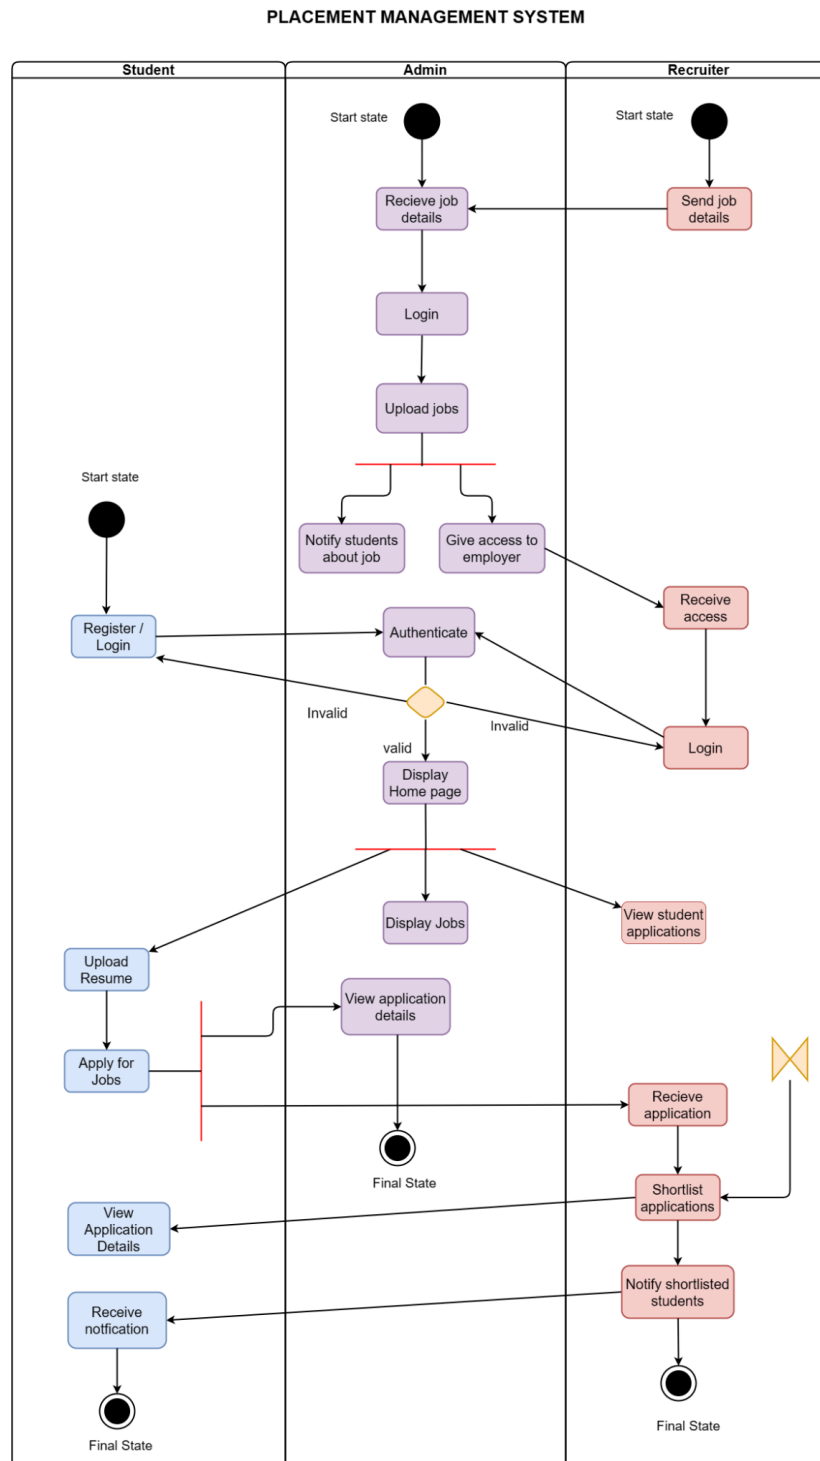 PLACEMENT MANAGEMENT SYSTEM
Student
Admin
Recruiter
Start state
Start state
Recieve job
details
Send job
details
Login
Upload jobs
Start state
Notify students
about job
Give access to
employer
Receive
access
Register /
Login
Authenticate
Invalid
Invalid
Login
valid
Display
Home page
Display Jobs
View student
applications
Upload
Resume
View application
details
Apply for
Jobs
Recieve
application
Final State
Shortlist
applications
View
Application
Details
Notify shortlisted
students
Receive
notfication
Final State
Final State